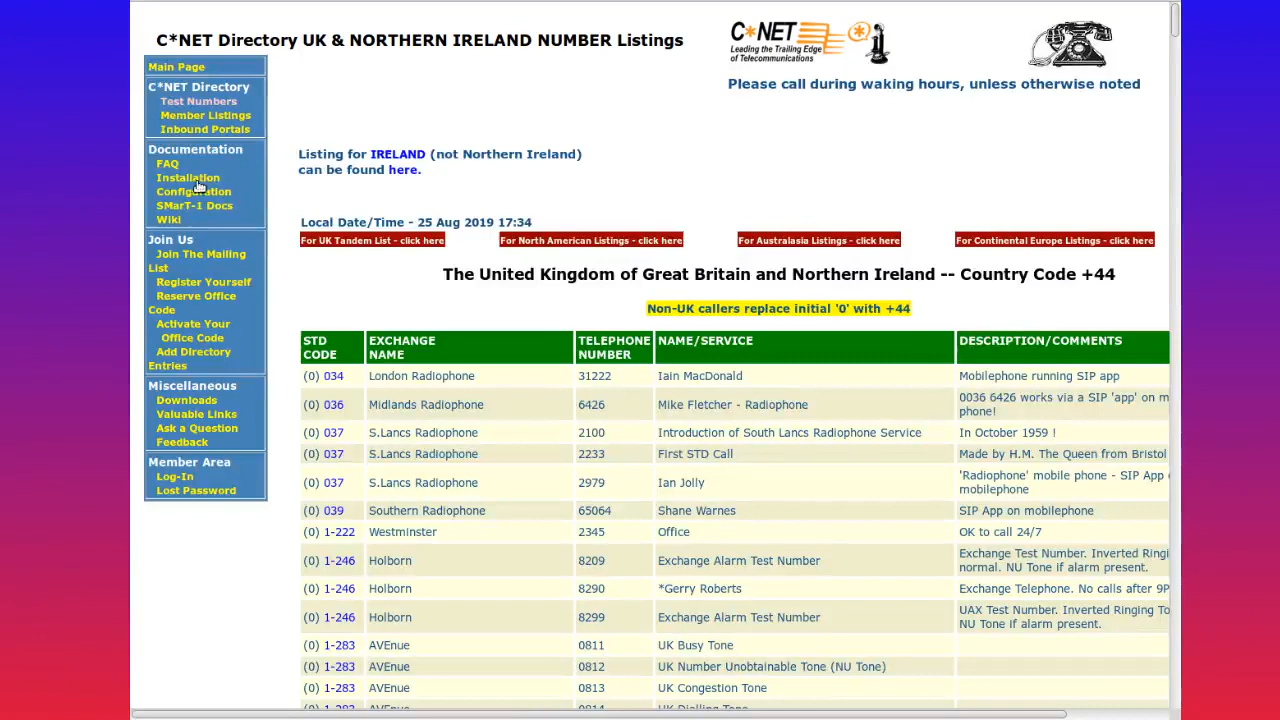 C*NET Directory UK & NORTHERN IRELAND NUMBER Listings
C*NET
Leading the Trailing Edge
of Telecommunications
Please call during waking hours, unless otherwise noted
Main Page
C*NET Directory
Test Numbers
Member Listings
Inbound Portals
Documentation
FAQ
Installation
Configuration
SMarT-1 Docs
Wiki
Join Us
Join The Mailing
List
Register Yourself
Reserve Office
Code
Activate Your
Office Code
Add Directory
Entries
Miscellaneous
Downloads
Valuable Links
Ask a Question
Feedback
Member Area
Log-In
Lost Password
Listing for IRELAND (not Northern Ireland)
can be found here.
Local Date/Time - 25 Aug 2019 17:34
For UK Tandem List - click here For North American Listings - click here For Australasia Listings - click here For Continental Europe Listings - click here
The United Kingdom of Great Britain and Northern Ireland -- Country Code +44
Non-UK callers replace initial '0' with +44
STD CODE EXCHANGE NAME TELEPHONE NUMBER NAME/SERVICE DESCRIPTION/COMMENTS
(0) 034 London Radiophone 31222 Iain MacDonald Mobilephone running SIP app
(0) 036 Midlands Radiophone 6426 Mike Fletcher - Radiophone 0036 6426 works via a SIP 'app' on m
phone!
(0) 037 S.Lancs Radiophone 2100 Introduction of South Lancs Radiophone Service In October 1959 !
(0) 037 S.Lancs Radiophone 2233 First STD Call Made by H.M. The Queen from Bristol
(0) 037 S.Lancs Radiophone 2979 Ian Jolly 'Radiophone' mobile phone - SIP App
mobilephone
(0) 039 Southern Radiophone 65064 Shane Warnes SIP App on mobilephone
(0) 1-222 Westminster 2345 Office OK to call 24/7
(0) 1-246 Holborn 8209 Exchange Alarm Test Number Exchange Test Number. Inverted Ringi
normal. NU Tone if alarm present.
(0) 1-246 Holborn 8290 *Gerry Roberts Exchange Telephone. No calls after 9P
(0) 1-246 Holborn 8299 Exchange Alarm Test Number UAX Test Number. Inverted Ringing To
NU Tone if alarm present.
(0) 1-283 AVEnue 0811 UK Busy Tone
(0) 1-283 AVEnue 0812 UK Number Unobtainable Tone (NU Tone)
(0) 1-283 AVEnue 0813 UK Congestion Tone